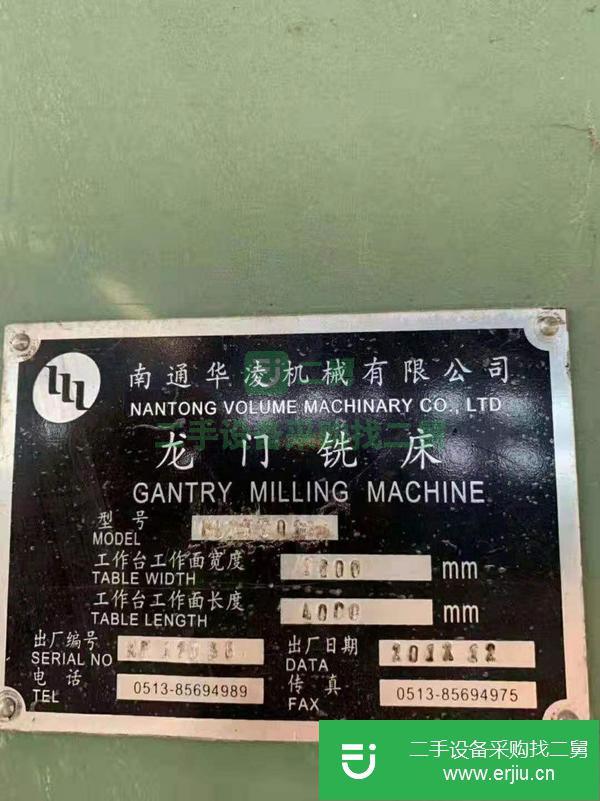 南通华凌机械有限公司
NANTONG VOLUME MACHINARY CO., LTD
二手设备采购找二舅
龙门铣床
GANTRY MILLING MACHINE
型号
MODEL
工作台工作面宽度 mm
TABLE WIDTH
工作台工作面长度 4000 mm
TABLE LENGTH
出厂编号 出厂日期
SERIAL NO DATA
电话 0513-85694989 传真 0513-85694975
TEL FAX
二手设备采购找二舅
www.erjiu.cn